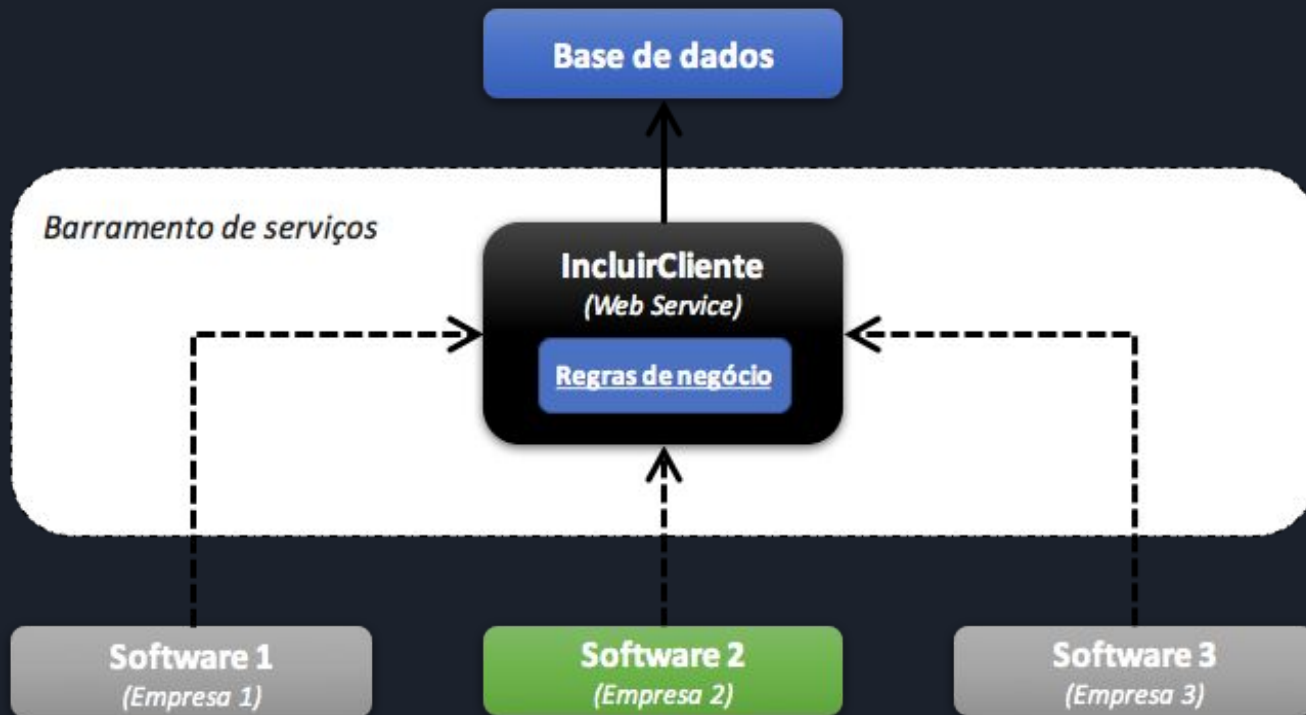 Base de dados
Barramento de serviços
IncluirCliente
(Web Service)
Regras de negócio
Software 1
(Empresa 1)
Software 2
(Empresa 2)
Software 3
(Empresa 3)